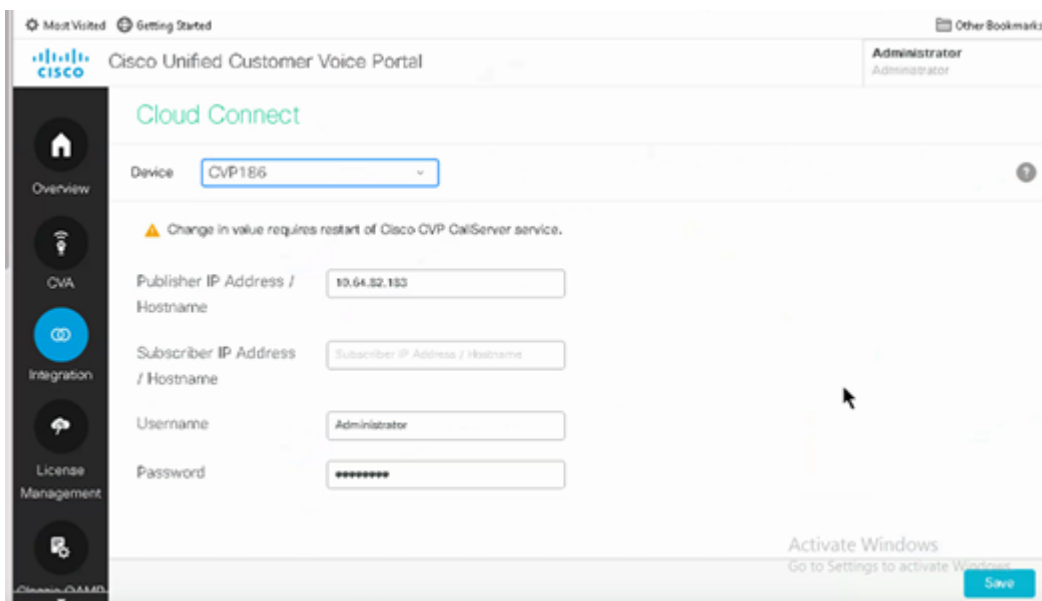 Most Visited Getting Started Other Bookmarks
CISCO Cisco Unified Customer Voice Portal Administrator
Administrator
Cloud Connect
Overview
Device CVP186
Change in value requires restart of Cisco CVP CallServer service.
CVA
Publisher IP Address / 10.64.82.183
Hostname
Integration
Subscriber IP Address Subscriber IP Address / Hostname
/ Hostname
Username Administrator
License
Management
Password ••••••••
Activate Windows
Go to Settings to activate Windows.
Classic OAMP
Save